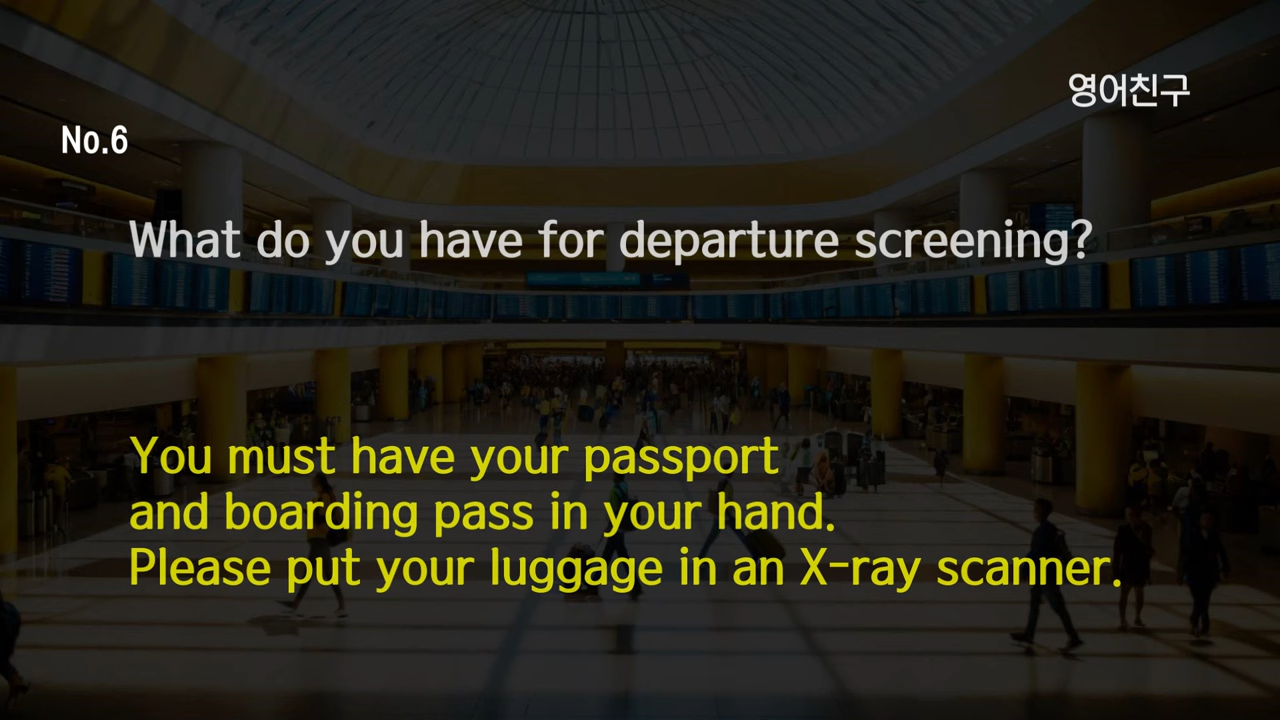 영어친구
No.6
What do you have for departure screening?
You must have your passport
and boarding pass in your hand.
Please put your luggage in an X-ray scanner.